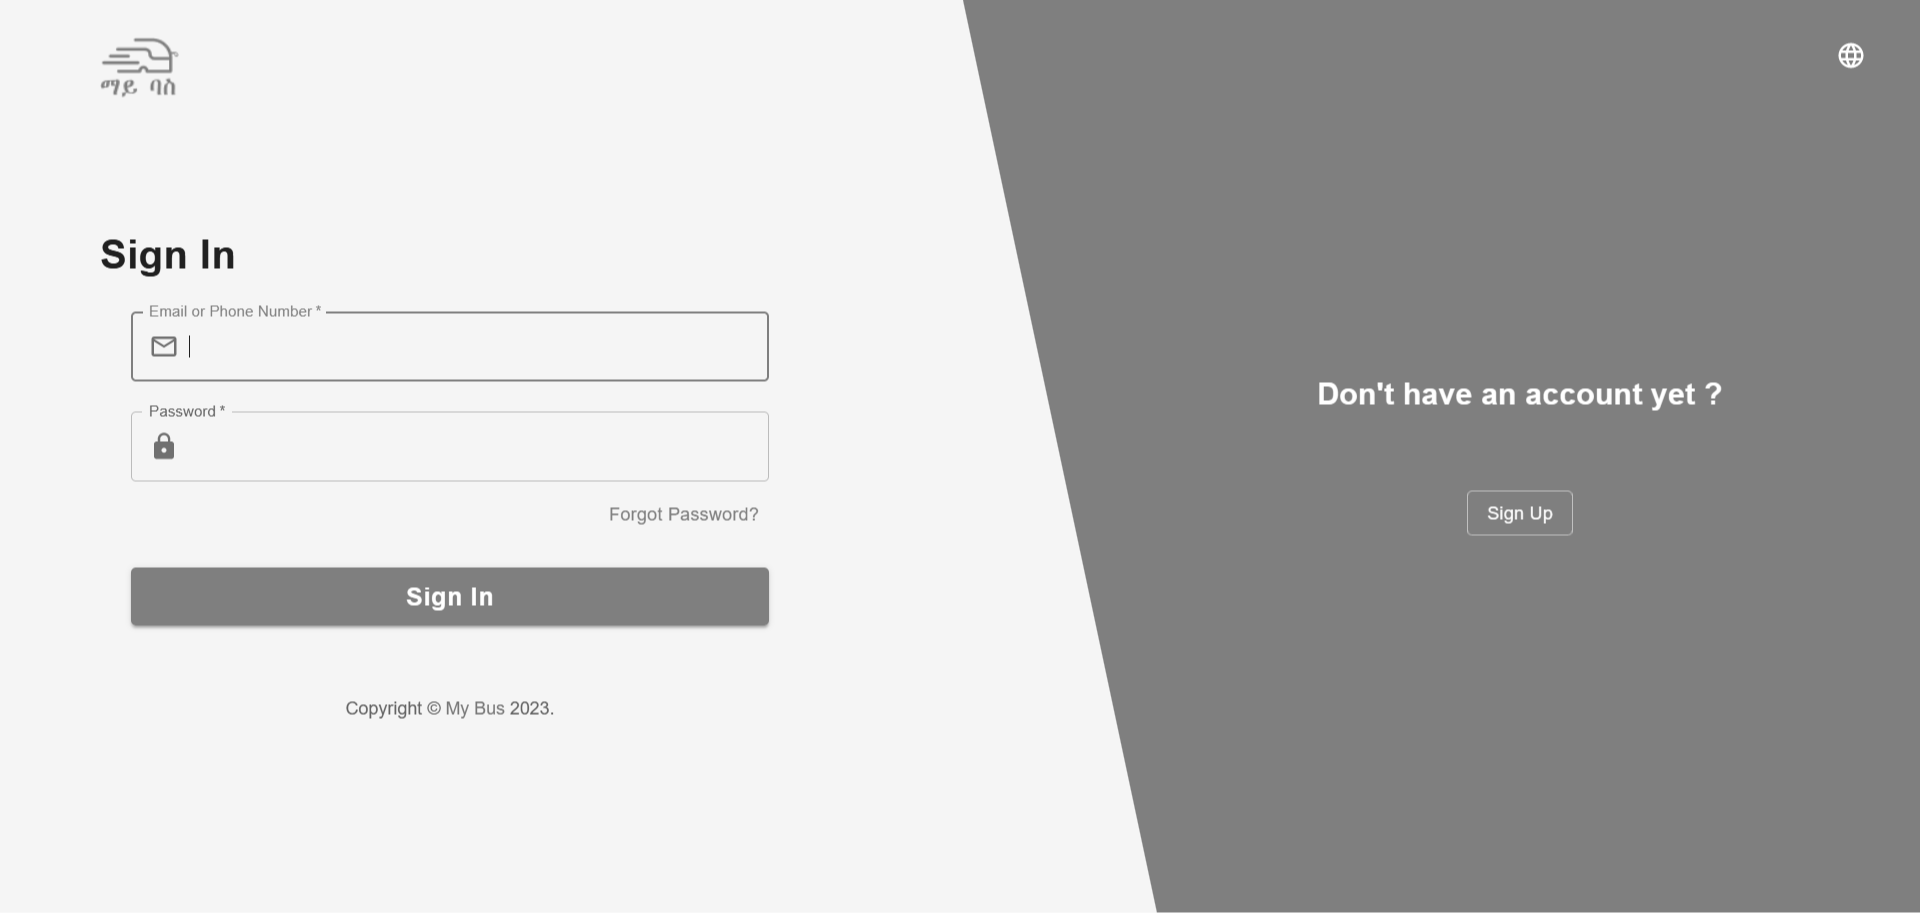 ማይ ባስ
Sign In
Email or Phone Number *
Password *
Forgot Password?
Sign In
Copyright © My Bus 2023.
Don't have an account yet ?
Sign Up